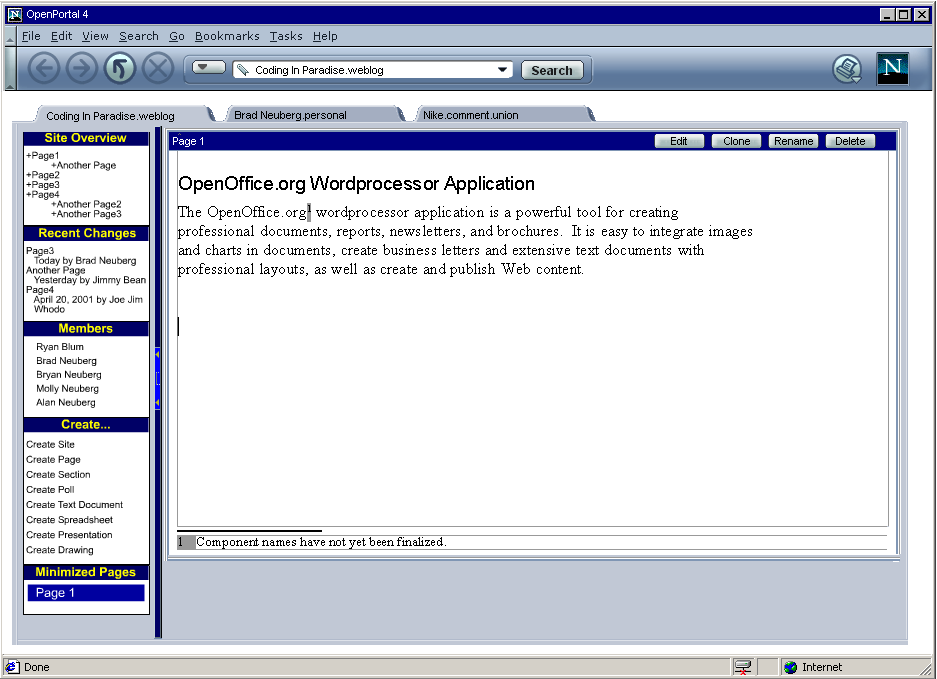 OpenPortal 4
File Edit View Search Go Bookmarks Tasks Help
Coding In Paradise.weblog Search N
Coding In Paradise.weblog Brad Neuberg.personal Nike.comment.union
Site Overview
+Page1
+Another Page
+Page2
+Page3
+Page4
+Another Page2
+Another Page3
Recent Changes
Page3
Today by Brad Neuberg
Another Page
Yesterday by Jimmy Bean
Page4
April 20, 2001 by Joe Jim
Whodo
Members
Ryan Blum
Brad Neuberg
Bryan Neuberg
Molly Neuberg
Alan Neuberg
Create...
Create Site
Create Page
Create Section
Create Poll
Create Text Document
Create Spreadsheet
Create Presentation
Create Drawing
Minimized Pages
Page 1
Page 1 Edit Clone Rename Delete
OpenOffice.org Wordprocessor Application
The OpenOffice.org1 wordprocessor application is a powerful tool for creating
professional documents, reports, newsletters, and brochures. It is easy to integrate images
and charts in documents, create business letters and extensive text documents with
professional layouts, as well as create and publish Web content.
1 Component names have not yet been finalized.
Done Internet